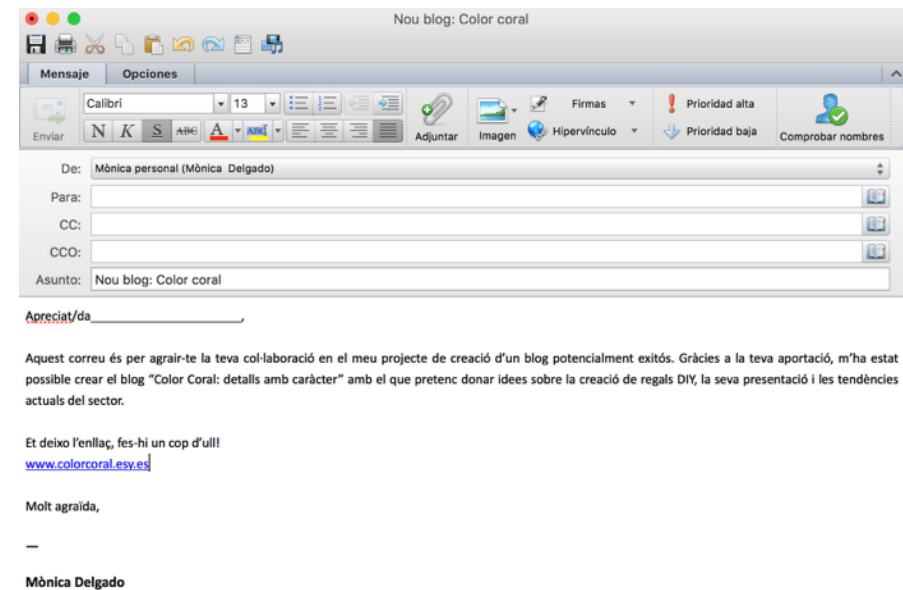 Nou blog: Color coral
Mensaje Opciones
Calibri 13
Enviar N K S ABC A ABC Adjuntar Imagen Firmas Hipervínculo Prioridad alta Prioridad baja Comprobar nombres
De: Mònica personal (Mònica Delgado)
Para:
CC:
CCO:
Asunto: Nou blog: Color coral
Apreciat/da______________________,
Aquest correu és per agrair-te la teva col·laboració en el meu projecte de creació d’un blog potencialment exitós. Gràcies a la teva aportació, m’ha estat
possible crear el blog “Color Coral: detalls amb caràcter” amb el que pretenc donar idees sobre la creació de regals DIY, la seva presentació i les tendències
actuals del sector.
Et deixo l’enllaç, fes-hi un cop d’ull!
www.colorcoral.esy.es
Molt agraïda,
—
Mònica Delgado